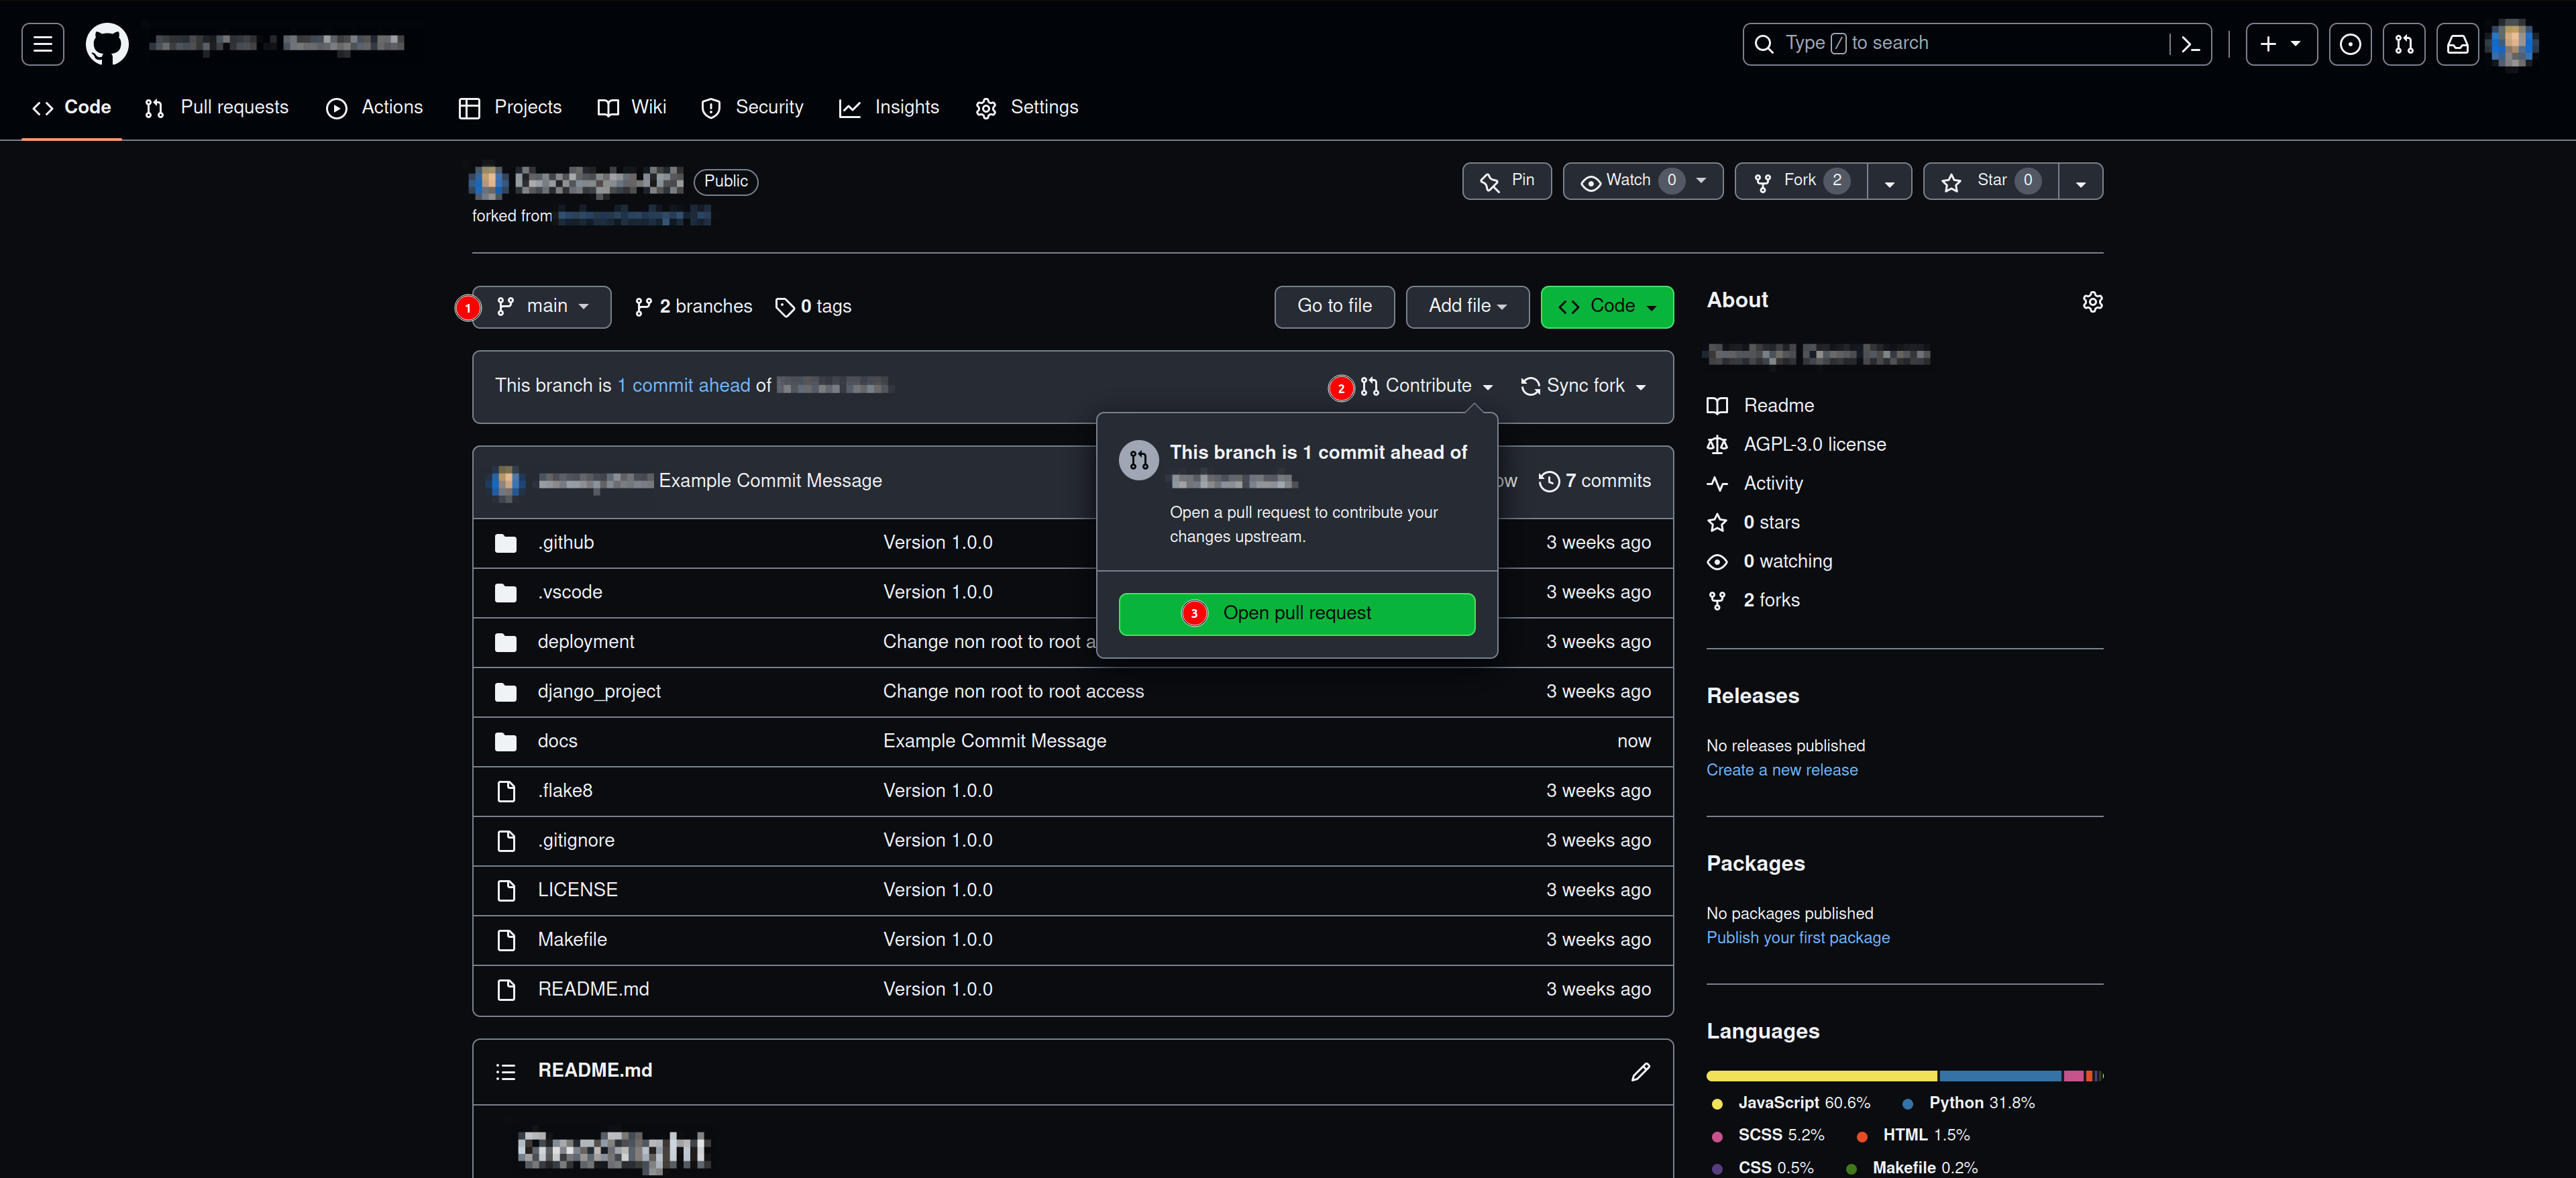 Type / to search
Code Pull requests Actions Projects Wiki Security Insights Settings
Public
Pin Watch 0 Fork 2 Star 0
forked from
1 main 2 branches 0 tags Go to file Add file Code
This branch is 1 commit ahead of
2 Contribute Sync fork
This branch is 1 commit ahead of
Open a pull request to contribute your
changes upstream.
3 Open pull request
Example Commit Message 7 commits
.github Version 1.0.0 3 weeks ago
.vscode Version 1.0.0 3 weeks ago
deployment Change non root to root a 3 weeks ago
django_project Change non root to root access 3 weeks ago
docs Example Commit Message now
.flake8 Version 1.0.0 3 weeks ago
.gitignore Version 1.0.0 3 weeks ago
LICENSE Version 1.0.0 3 weeks ago
Makefile Version 1.0.0 3 weeks ago
README.md Version 1.0.0 3 weeks ago
README.md
About
Readme
AGPL-3.0 license
Activity
0 stars
0 watching
2 forks
Releases
No releases published
Create a new release
Packages
No packages published
Publish your first package
Languages
JavaScript 60.6% Python 31.8%
SCSS 5.2% HTML 1.5%
CSS 0.5% Makefile 0.2%